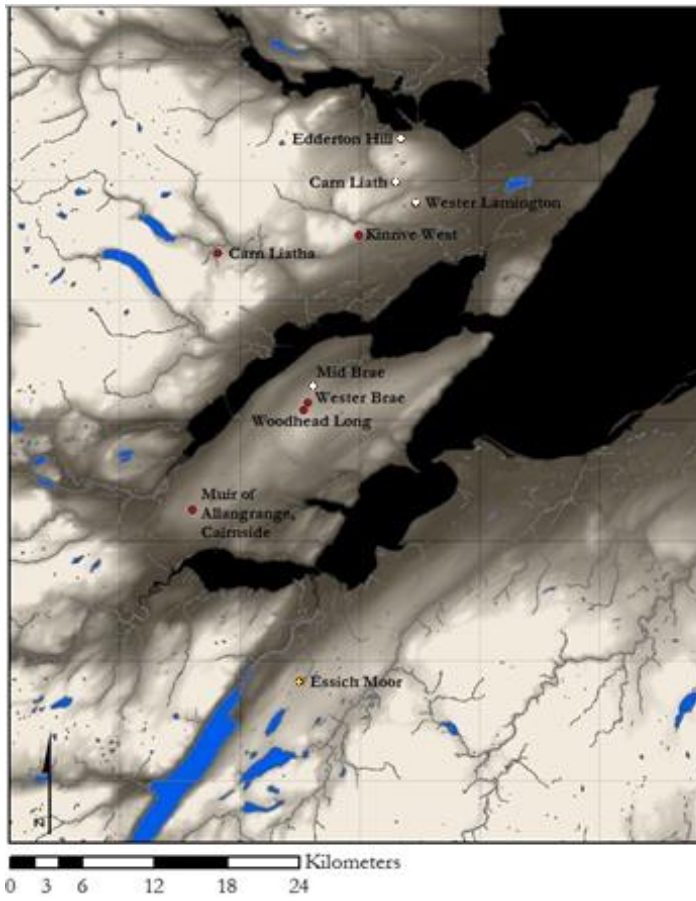 Edderton Hill
Carn Liath
Wester Lamington
Kinrive West
Carn Liatha
Mid Brae
Wester Brae
Woodhead Long
Muir of
Allangrange,
Cairnside
Essich Moor
N
Kilometers
0 3 6 12 18 24